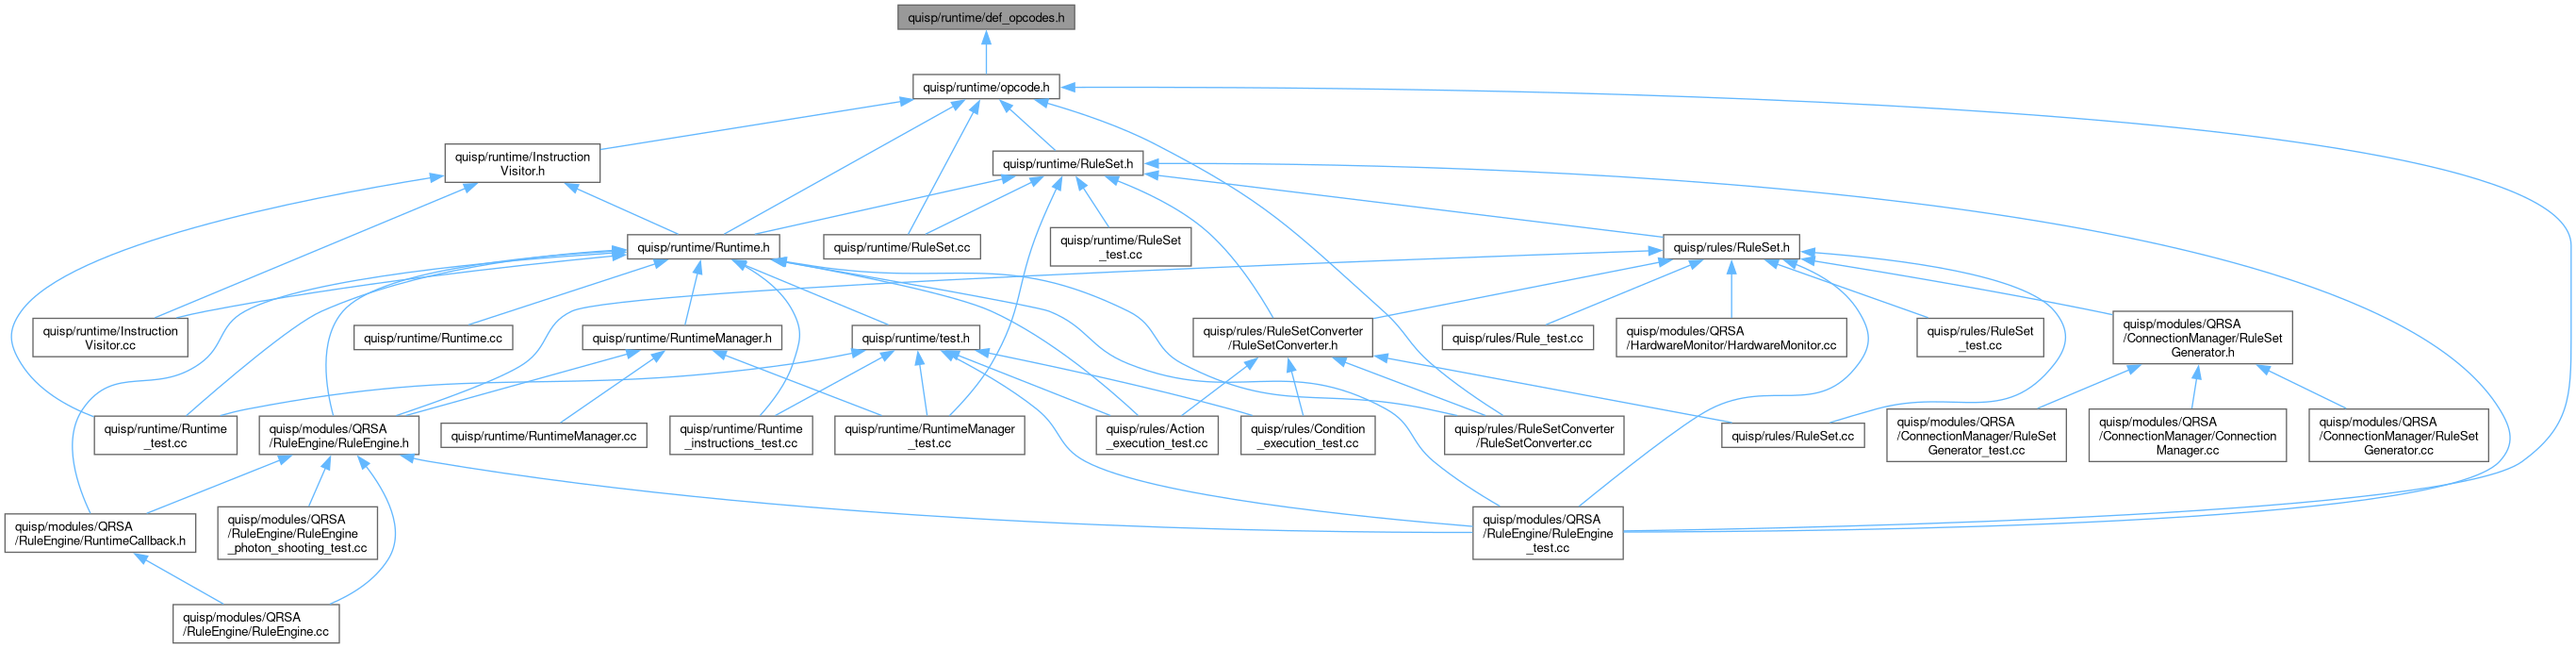 quisp/runtime/def_opcodes.h
quisp/runtime/opcode.h
quisp/runtime/Instruction
Visitor.h
quisp/runtime/RuleSet.h
quisp/runtime/Runtime.h
quisp/runtime/RuleSet.cc
quisp/runtime/RuleSet
_test.cc
quisp/rules/RuleSet.h
quisp/runtime/Instruction
Visitor.cc
quisp/runtime/Runtime.cc
quisp/runtime/RuntimeManager.h
quisp/runtime/test.h
quisp/rules/RuleSetConverter
/RuleSetConverter.h
quisp/rules/Rule_test.cc
quisp/modules/QRSA
/HardwareMonitor/HardwareMonitor.cc
quisp/rules/RuleSet
_test.cc
quisp/modules/QRSA
/ConnectionManager/RuleSet
Generator.h
quisp/runtime/Runtime
_test.cc
quisp/modules/QRSA
/RuleEngine/RuleEngine.h
quisp/runtime/RuntimeManager.cc
quisp/runtime/Runtime
_instructions_test.cc
quisp/runtime/RuntimeManager
_test.cc
quisp/rules/Action
_execution_test.cc
quisp/rules/Condition
_execution_test.cc
quisp/rules/RuleSetConverter
/RuleSetConverter.cc
quisp/rules/RuleSet.cc
quisp/modules/QRSA
/ConnectionManager/RuleSet
Generator_test.cc
quisp/modules/QRSA
/ConnectionManager/Connection
Manager.cc
quisp/modules/QRSA
/ConnectionManager/RuleSet
Generator.cc
quisp/modules/QRSA
/RuleEngine/RuntimeCallback.h
quisp/modules/QRSA
/RuleEngine/RuleEngine
_photon_shooting_test.cc
quisp/modules/QRSA
/RuleEngine/RuleEngine
_test.cc
quisp/modules/QRSA
/RuleEngine/RuleEngine.cc